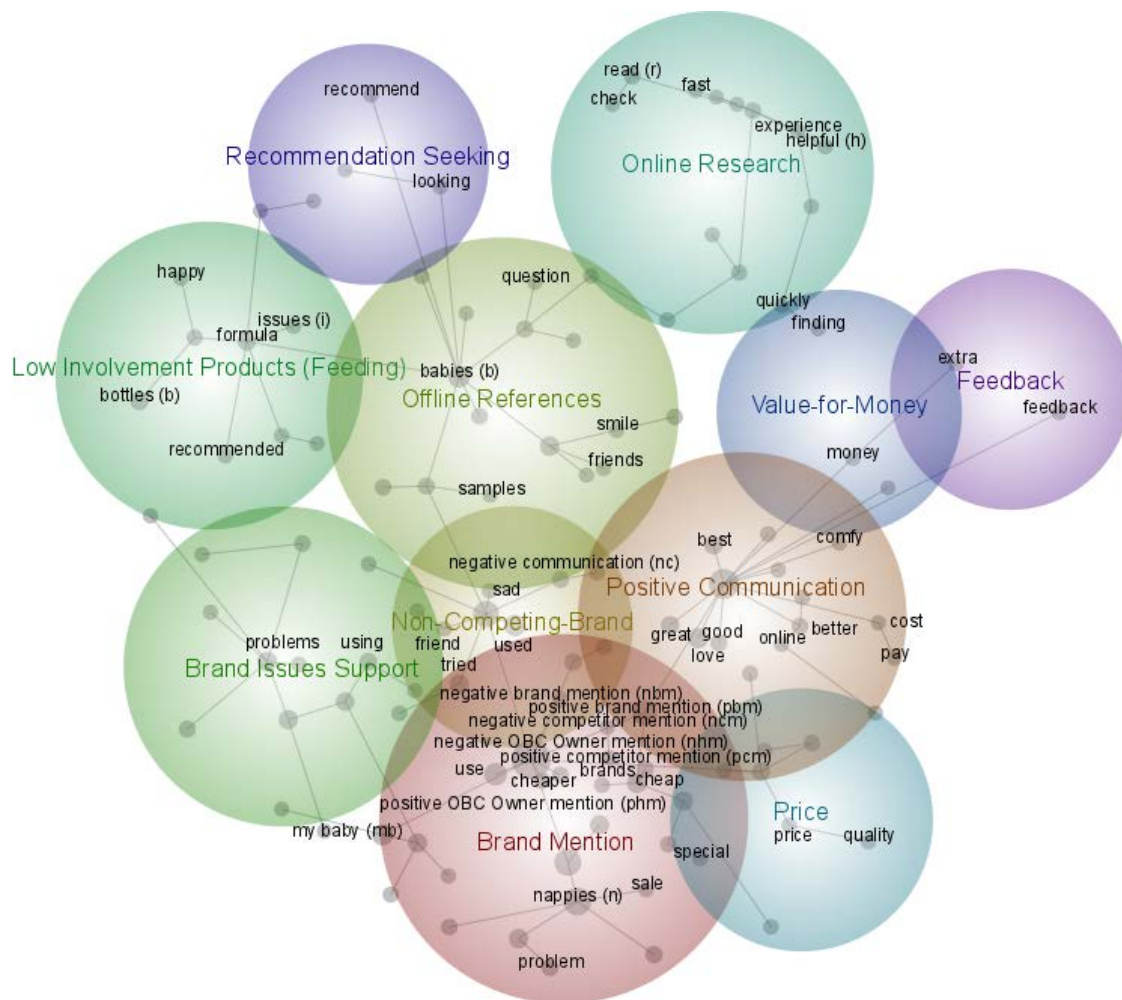 read (r)
fast
recommend
check
experience
helpful (h)
Recommendation Seeking
Online Research
looking
happy
question
quickly
issues (i)
finding
formula
extra
Low Involvement Products (Feeding)
babies (b)
Feedback
bottles (b)
Offline References
Value-for-Money
feedback
smile
recommended
money
friends
samples
best
comfy
negative communication (nc)
sad
Positive Communication
Non-Competing-Brand
cost
problems
using
friend
used
great
good
online
better
love
pay
Brand Issues Support
tried
negative brand mention (nbm)
positive brand mention (pbm)
negative competitor mention (ncm)
negative OBC Owner mention (nhm)
positive competitor mention (pcm)
use
brands
cheaper
cheap
positive OBC Owner mention (phm)
Price
my baby (mb)
price
quality
Brand Mention
special
sale
nappies (n)
problem